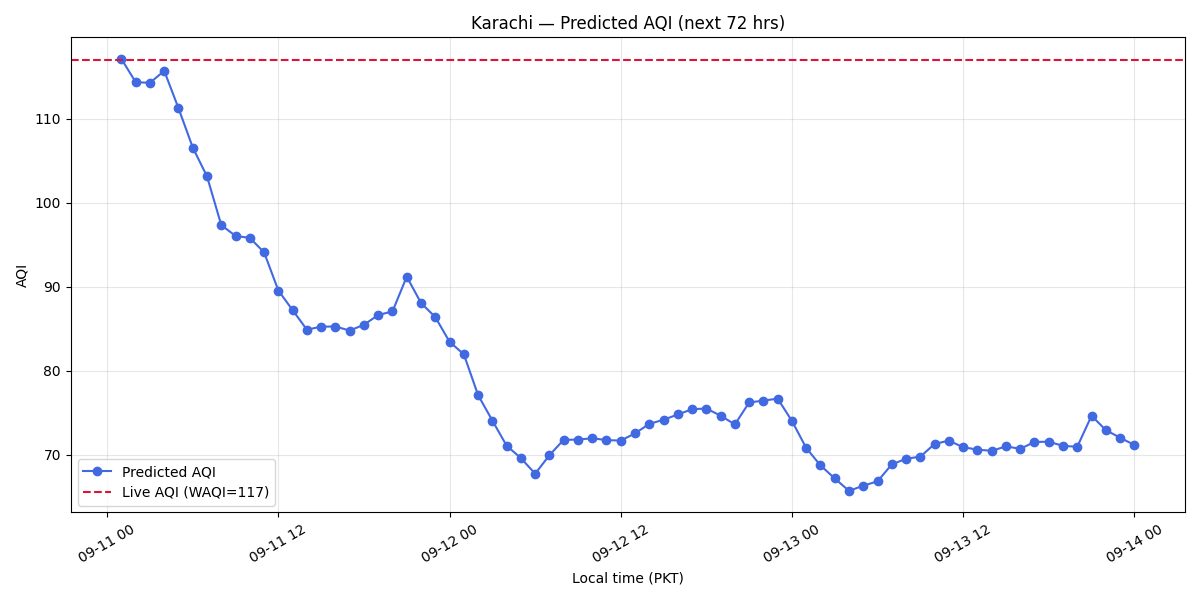 Karachi — Predicted AQI (next 72 hrs)
AQI
110
100
90
80
70
Predicted AQI
Live AQI (WAQI=117)
09-11 00
09-11 12
09-12 00
09-12 12
09-13 00
09-13 12
09-14 00
Local time (PKT)